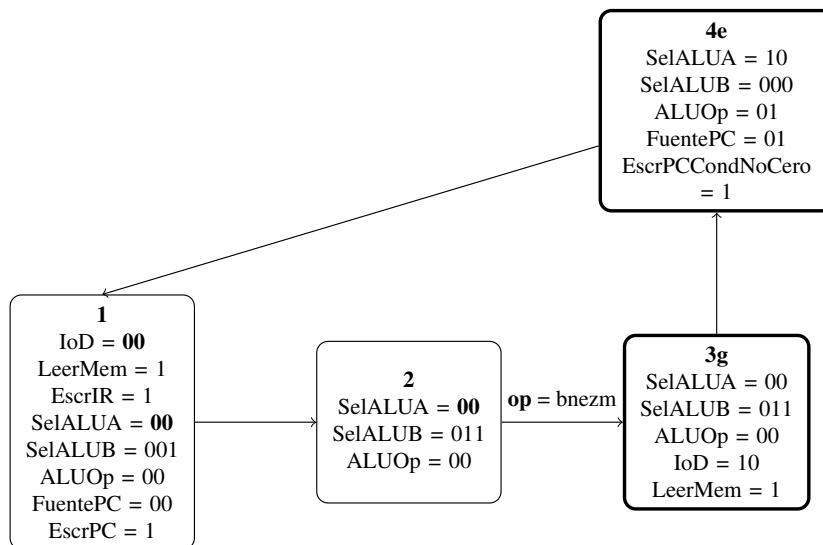 4e
SelALUA = 10
SelALUB = 000
ALUOp = 01
FuentePC = 01
EscrPCCondNoCero
= 1
1
IoD = 00
LeerMem = 1
EscrIR = 1
SelALUA = 00
SelALUB = 001
ALUOp = 00
FuentePC = 00
EscrPC = 1
2
SelALUA = 00
SelALUB = 011
ALUOp = 00
op = bnezm
3g
SelALUA = 00
SelALUB = 011
ALUOp = 00
IoD = 10
LeerMem = 1